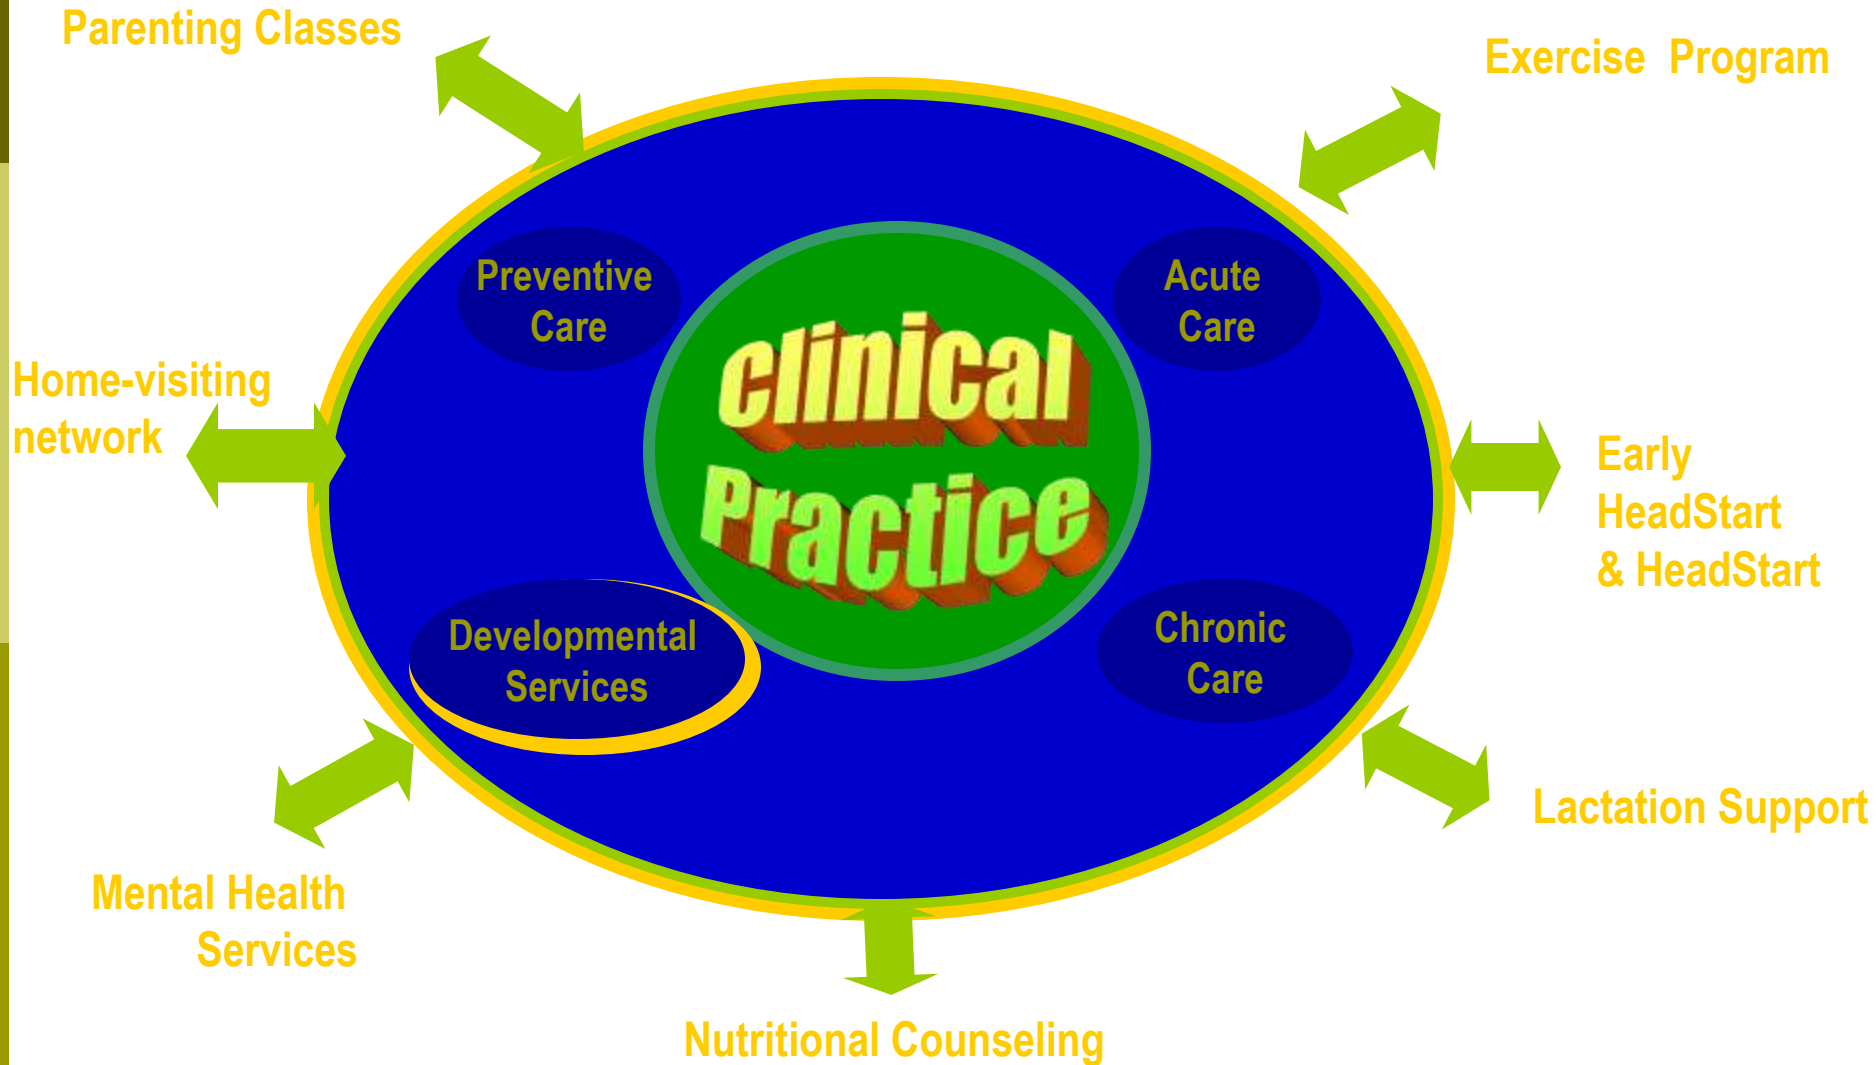 Parenting Classes
Exercise Program
Preventive
Care
Acute
Care
Clinical
Practice
Home-visiting
network
Early
HeadStart
& HeadStart
Developmental
Services
Chronic
Care
Lactation Support
Mental Health
Services
Nutritional Counseling